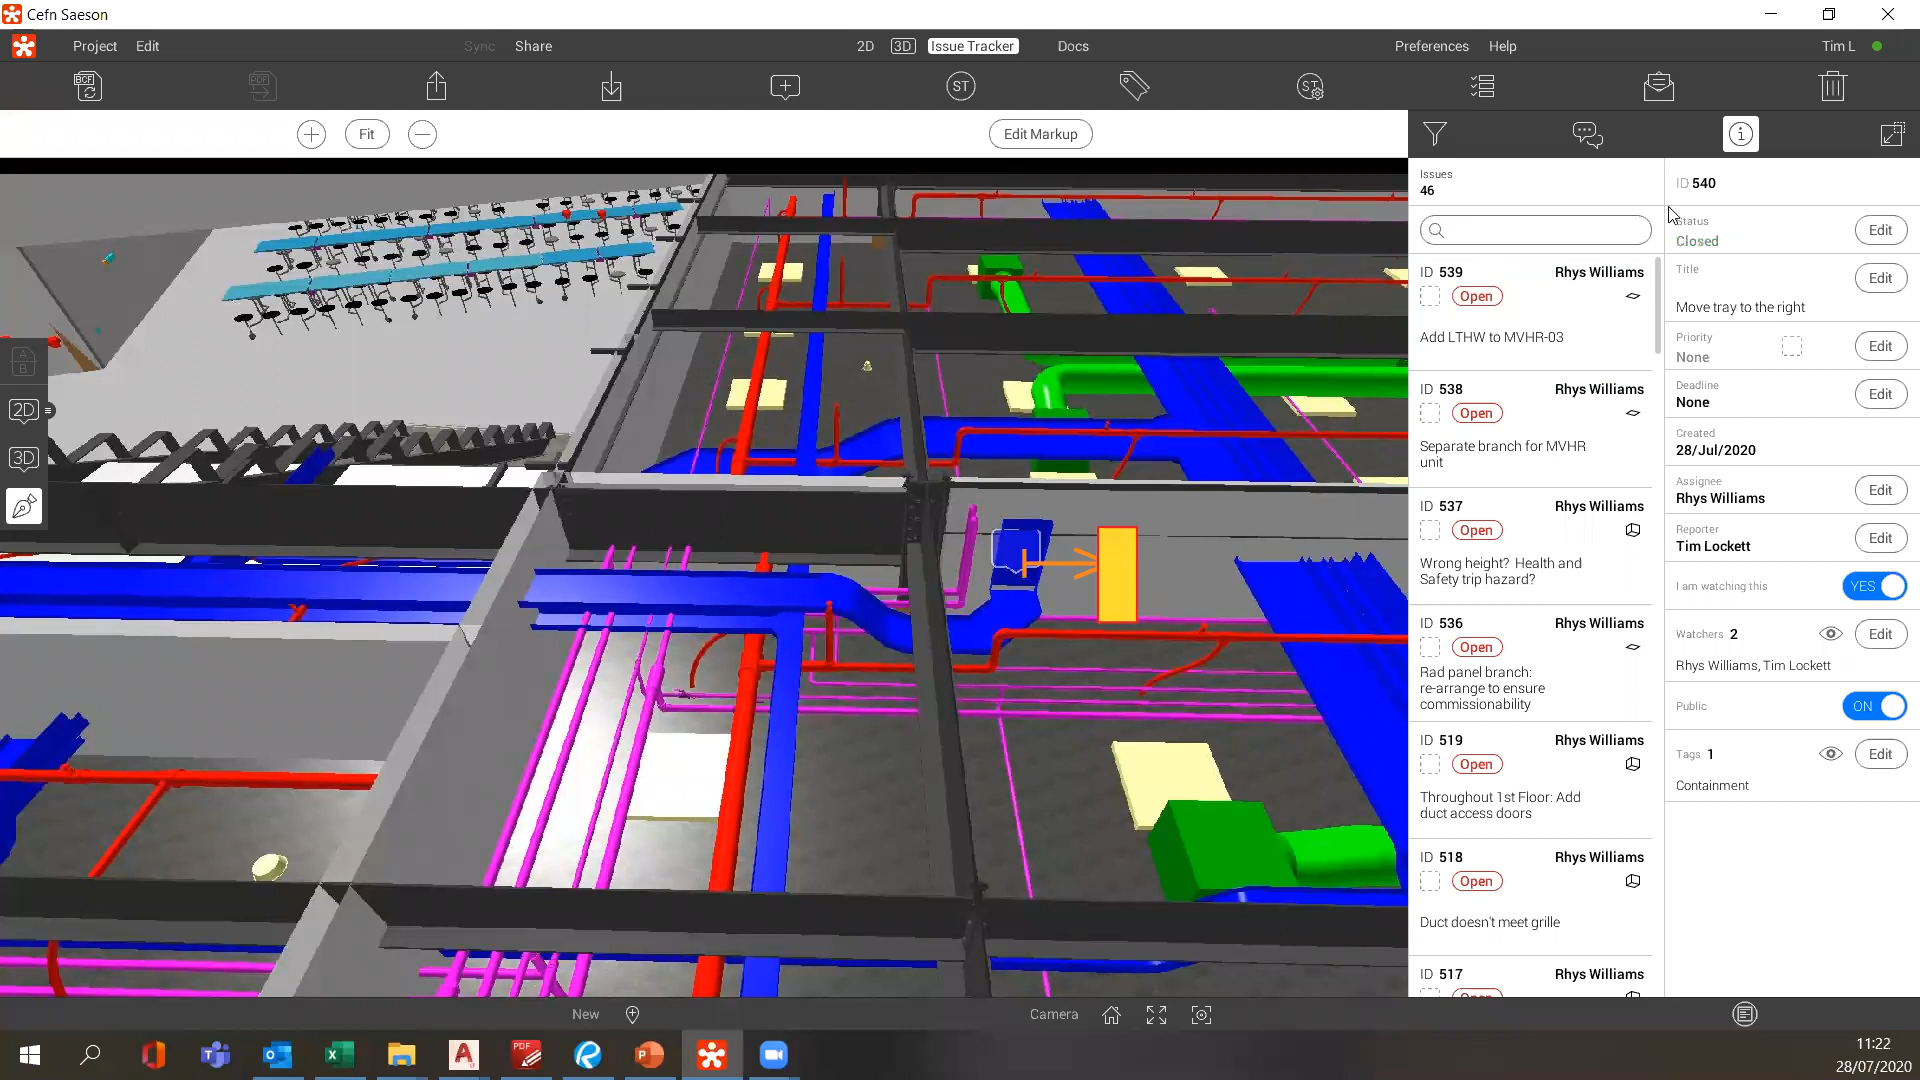 Cefn Saeson
Project Edit Sync Share 2D 3D Issue Tracker Docs Preferences Help Tim L
BCF PDF ST ST
Fit Edit Markup
Issues
46
ID 539 Rhys Williams
Open
Add LTHW to MVHR-03
ID 538 Rhys Williams
Open
Separate branch for MVHR
unit
ID 537 Rhys Williams
Open
Wrong height? Health and
Safety trip hazard?
ID 536 Rhys Williams
Open
Rad panel branch:
re-arrange to ensure
commissionability
ID 519 Rhys Williams
Open
Throughout 1st Floor: Add
duct access doors
ID 518 Rhys Williams
Open
Duct doesn't meet grille
ID 517 Rhys Williams
Open
ID 540
Status
Closed Edit
Title
Edit
Move tray to the right
Priority
None Edit
Deadline
None Edit
Created
28/Jul/2020
Assignee
Rhys Williams Edit
Reporter
Tim Lockett Edit
I am watching this YES
Watchers 2 Edit
Rhys Williams, Tim Lockett
Public ON
Tags 1 Edit
Containment
A
B
2D
3D
New Camera
PDF
11:22
28/07/2020